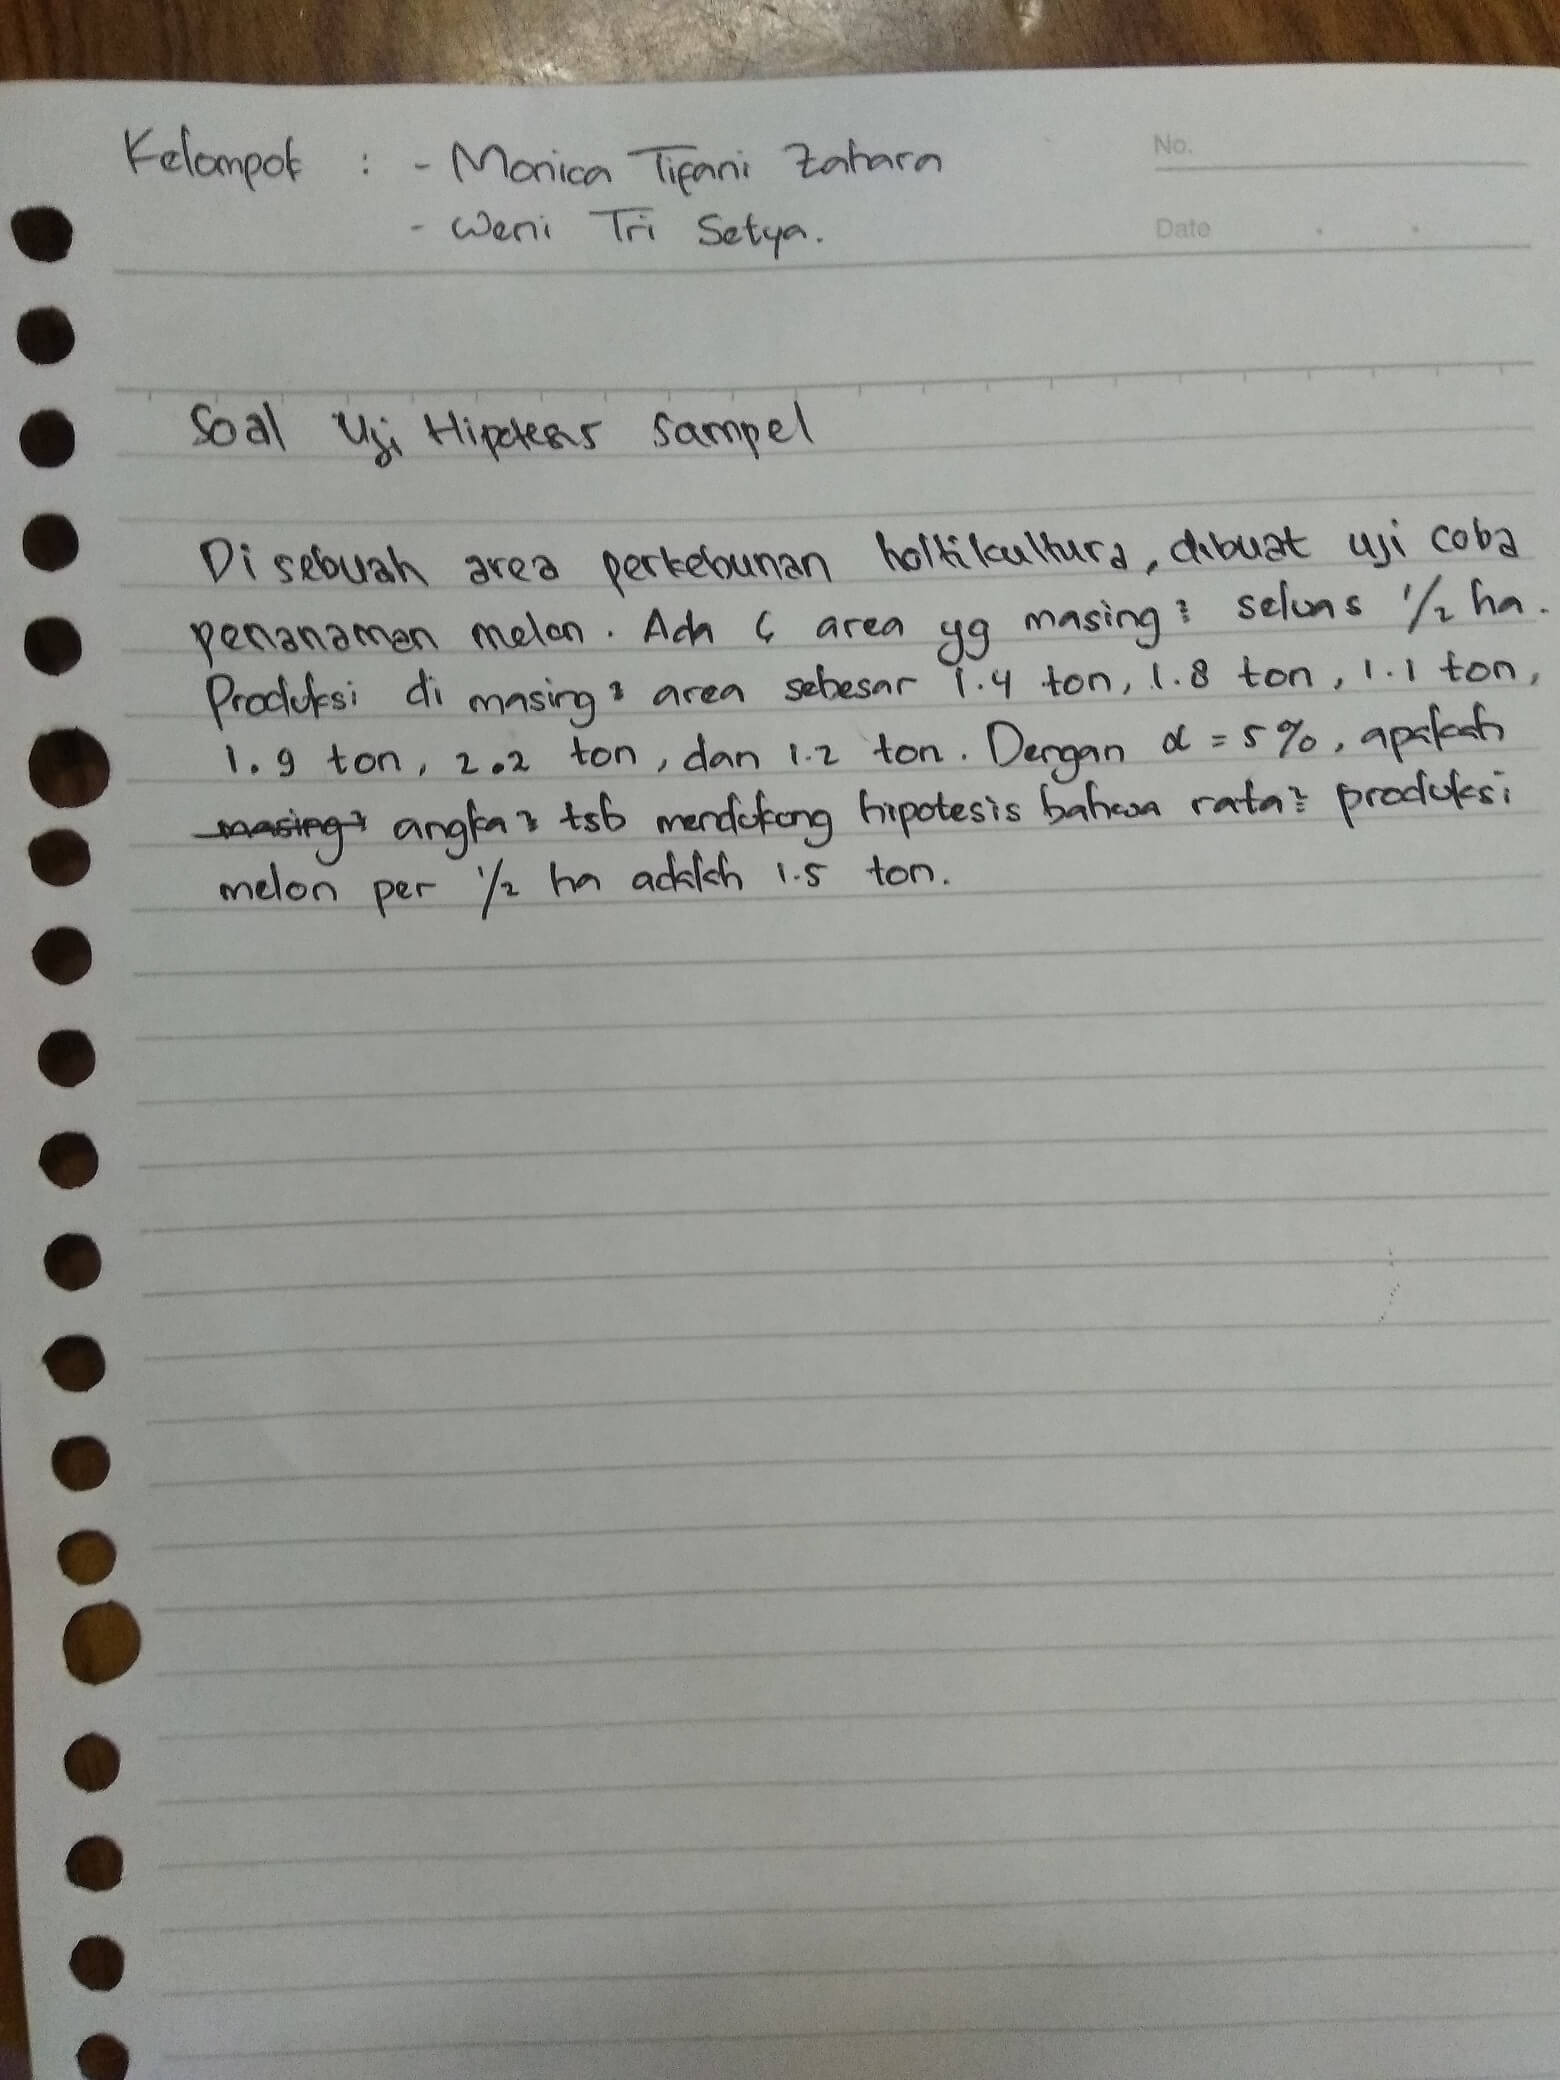 Kelompok : - Monica Tifani Zahara
- Weni Tri Setya.
No.
Date
Soal Uji Hipotesis Sampel
Di sebuah area perkebunan holtikultura, dibuat uji coba
penanaman melon. Ada 6 area yg masing² seluas 1/2 ha.
Produksi di masing² area sebesar 1.4 ton, 1.8 ton, 1.1 ton,
1.9 ton, 2.2 ton, dan 1.2 ton. Dengan α = 5%, apakah
masing² angka² tsb mendukung hipotesis bahwa rata² produksi
melon per 1/2 ha adalah 1.5 ton.